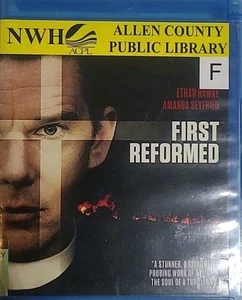 NWH
ACPL
ALLEN COUNTY
PUBLIC LIBRARY
F
ETHAN HAWKE
AMANDA SEYFRIED
FIRST
REFORMED
"A STUNNER,
PROBING WORK OF
THE SOUL OF A